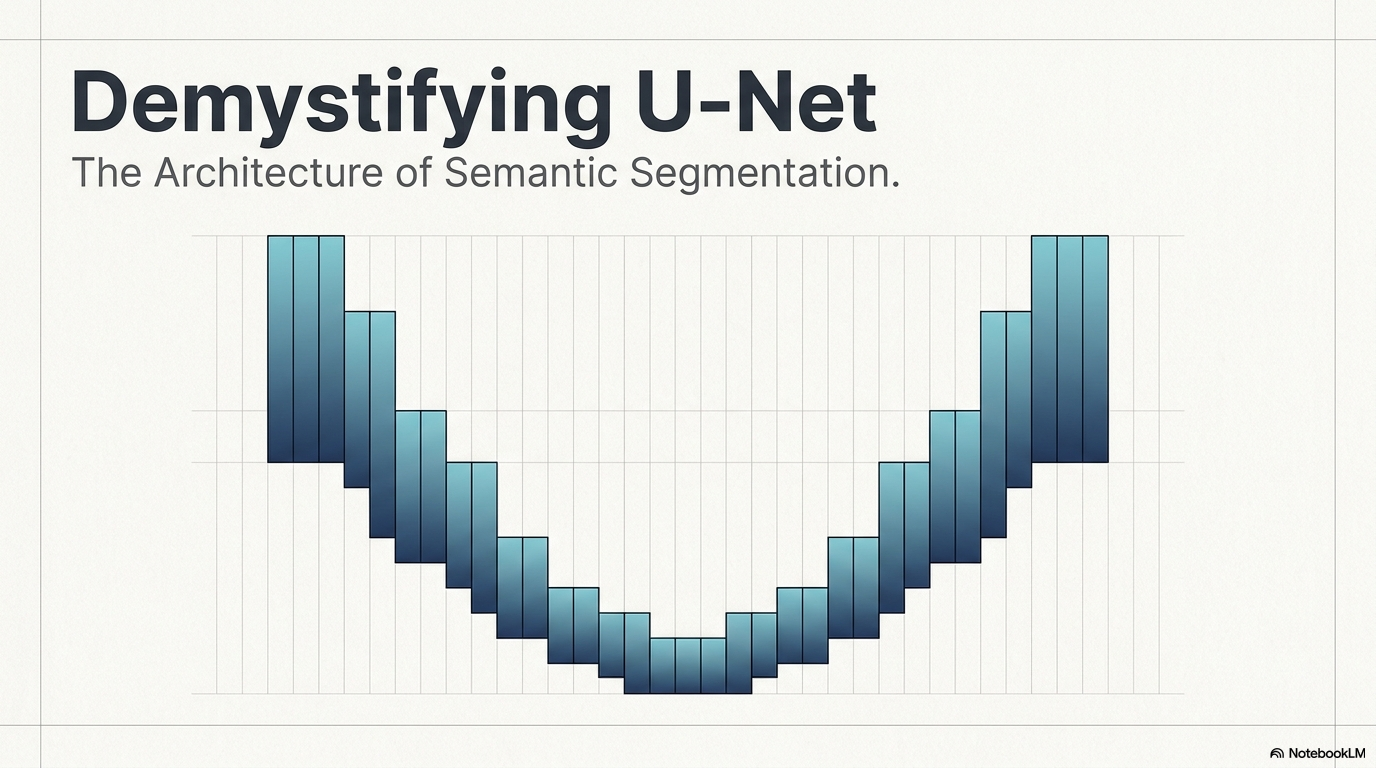 Demystifying U-Net
The Architecture of Semantic Segmentation.
NotebookLM